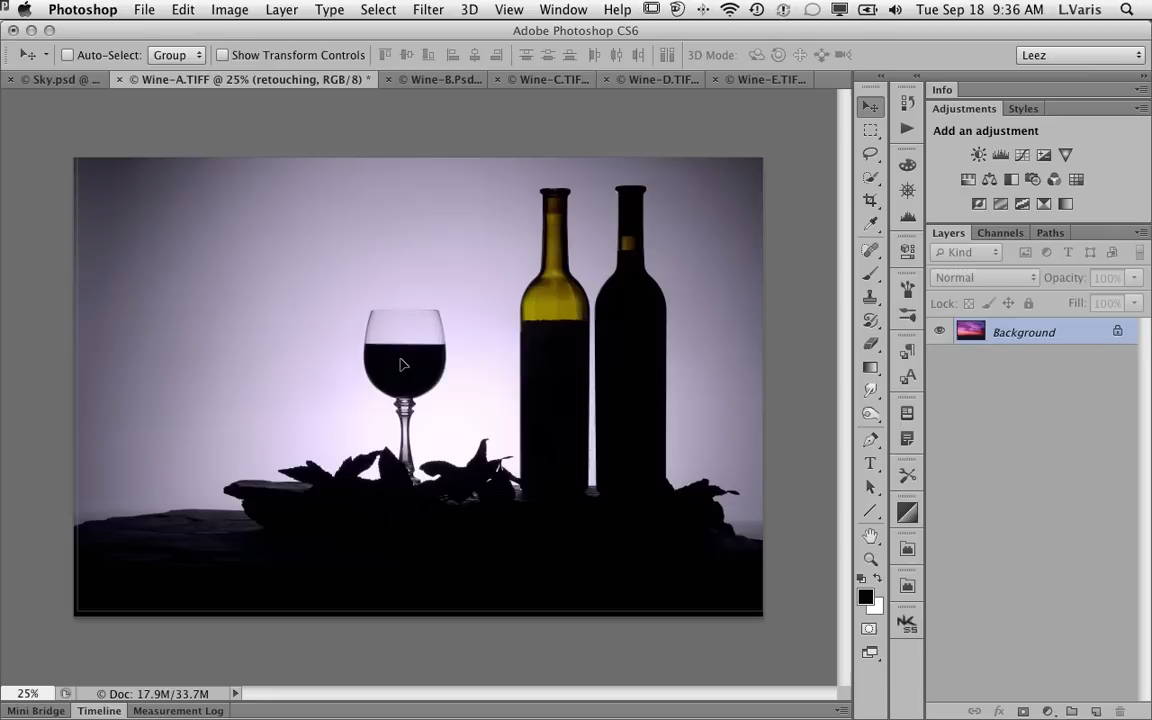 Photoshop File Edit Image Layer Type Select Filter 3D View Window Help Tue Sep 18 9:36 AM L.Varis
Adobe Photoshop CS6
Auto-Select: Group Show Transform Controls 3D Mode: Leez
× Sky.psd @ ... × © Wine-A.TIFF @ 25% (retouching, RGB/8) * × © Wine-B.Psd... × © Wine-C.TIF... × © Wine-D.TIF... × © Wine-E.TIF...
Info
Adjustments Styles
Add an adjustment
Layers Channels Paths
Kind
Normal Opacity: 100%
Lock: Fill: 100%
Background
25% © Doc: 17.9M/33.7M
Mini Bridge Timeline Measurement Log